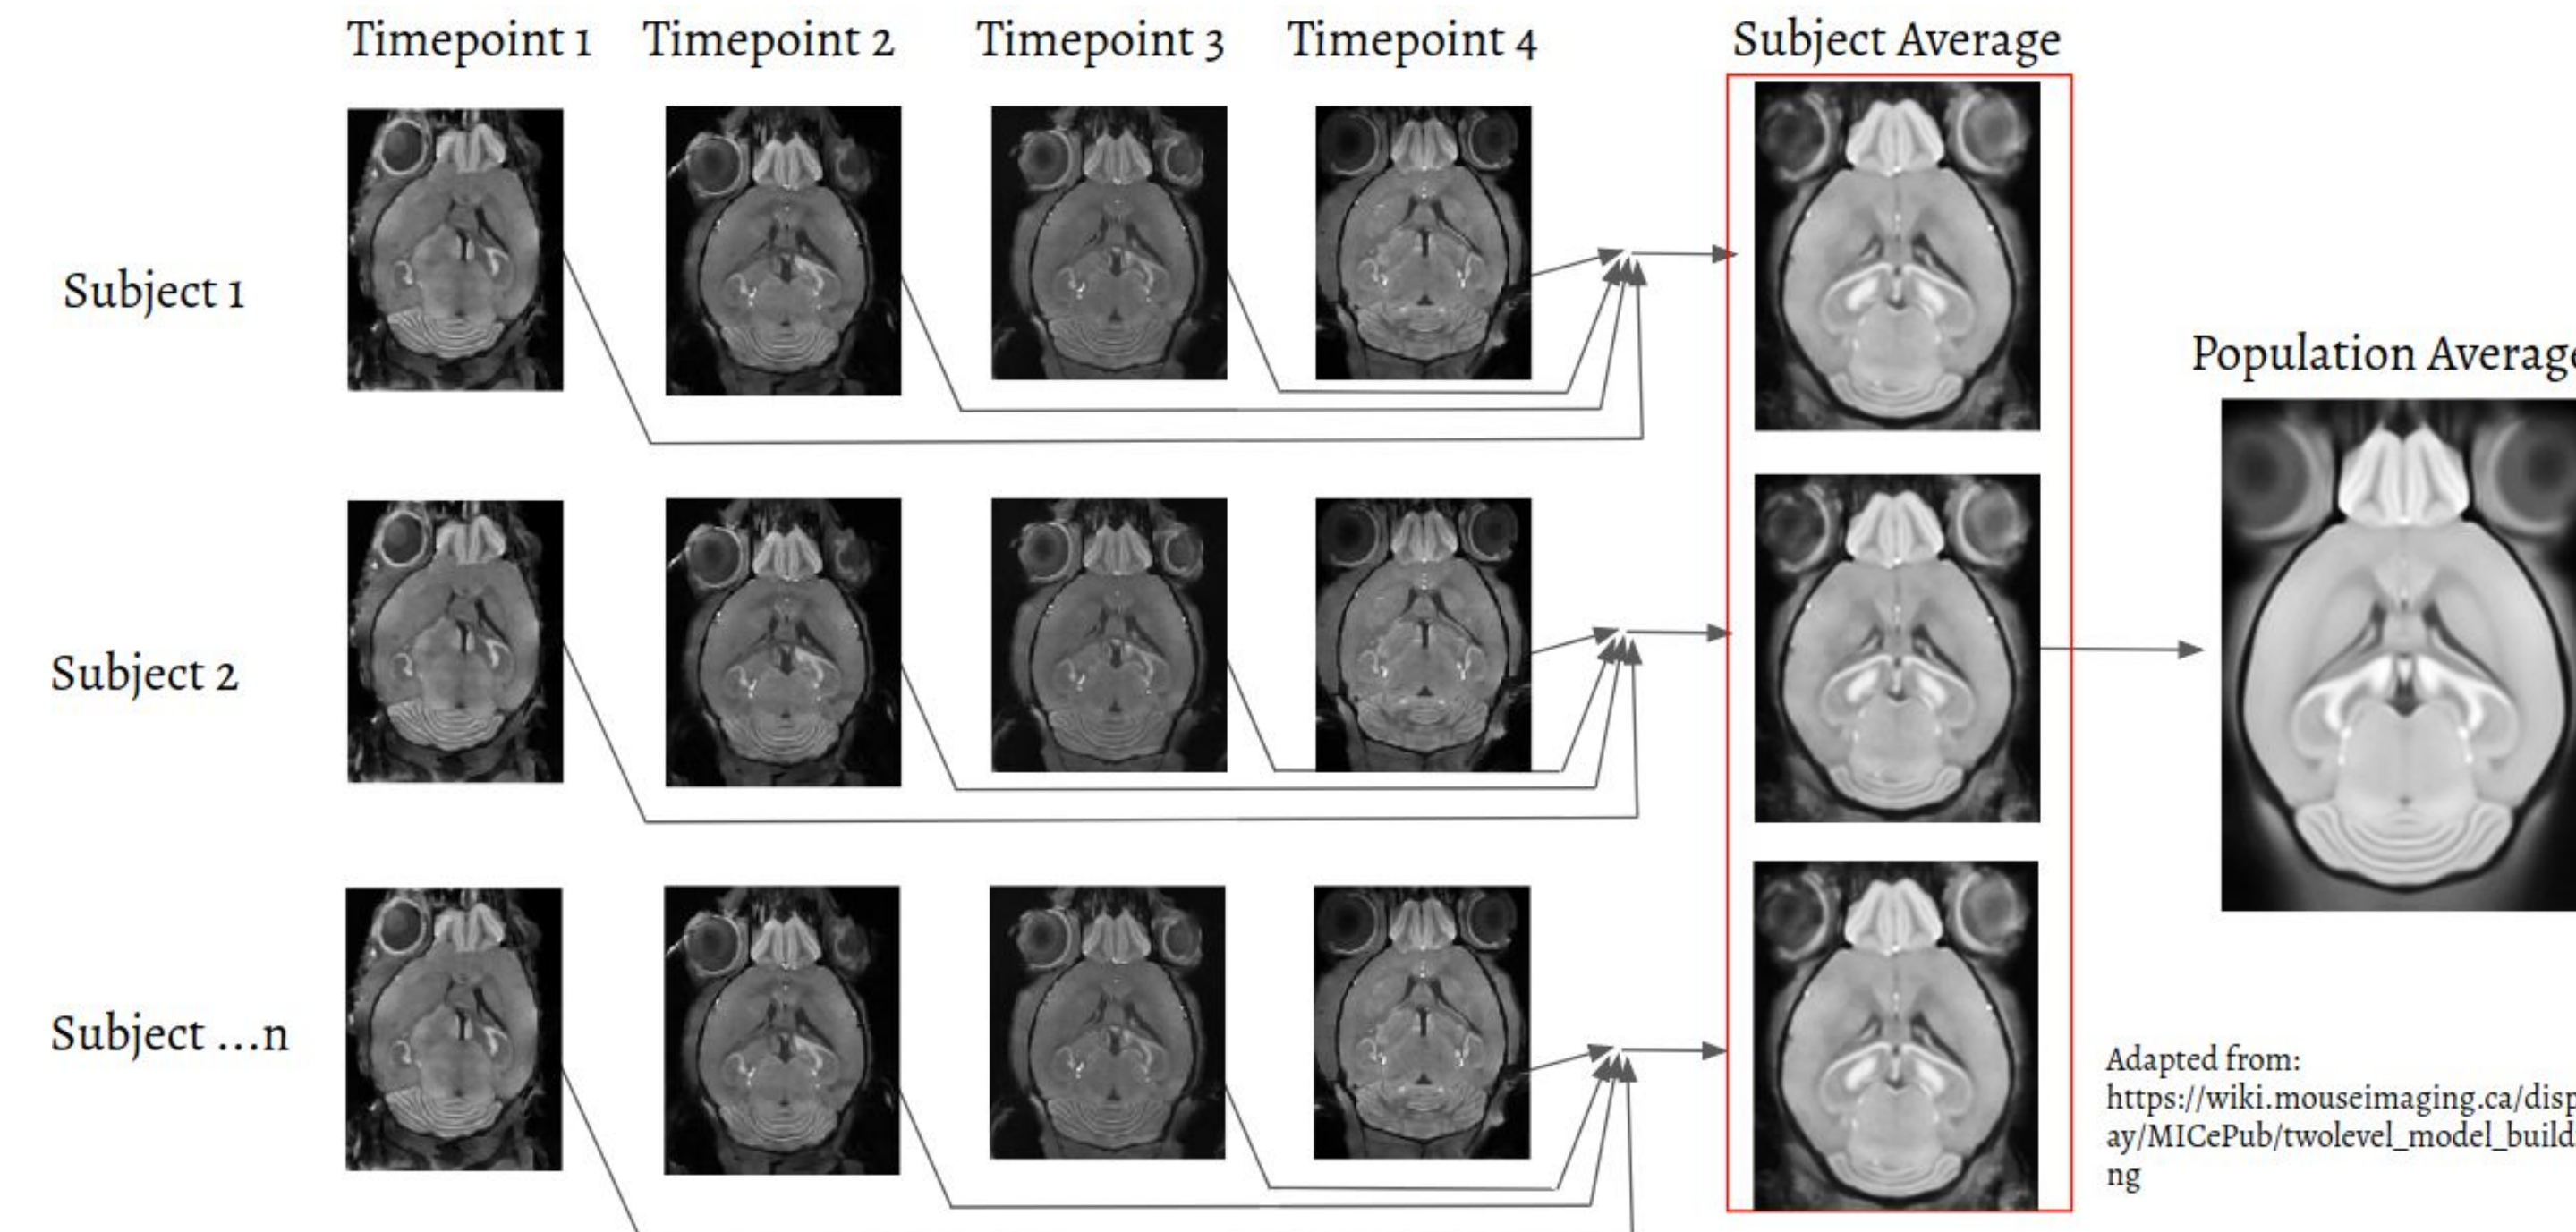 Timepoint 1 Timepoint 2 Timepoint 3 Timepoint 4 Subject Average
Subject 1
Population Average
Subject 2
Subject ...n
Adapted from:
https://wiki.mouseimaging.ca/disp
ay/MICePub/twolevel_model_build
ng